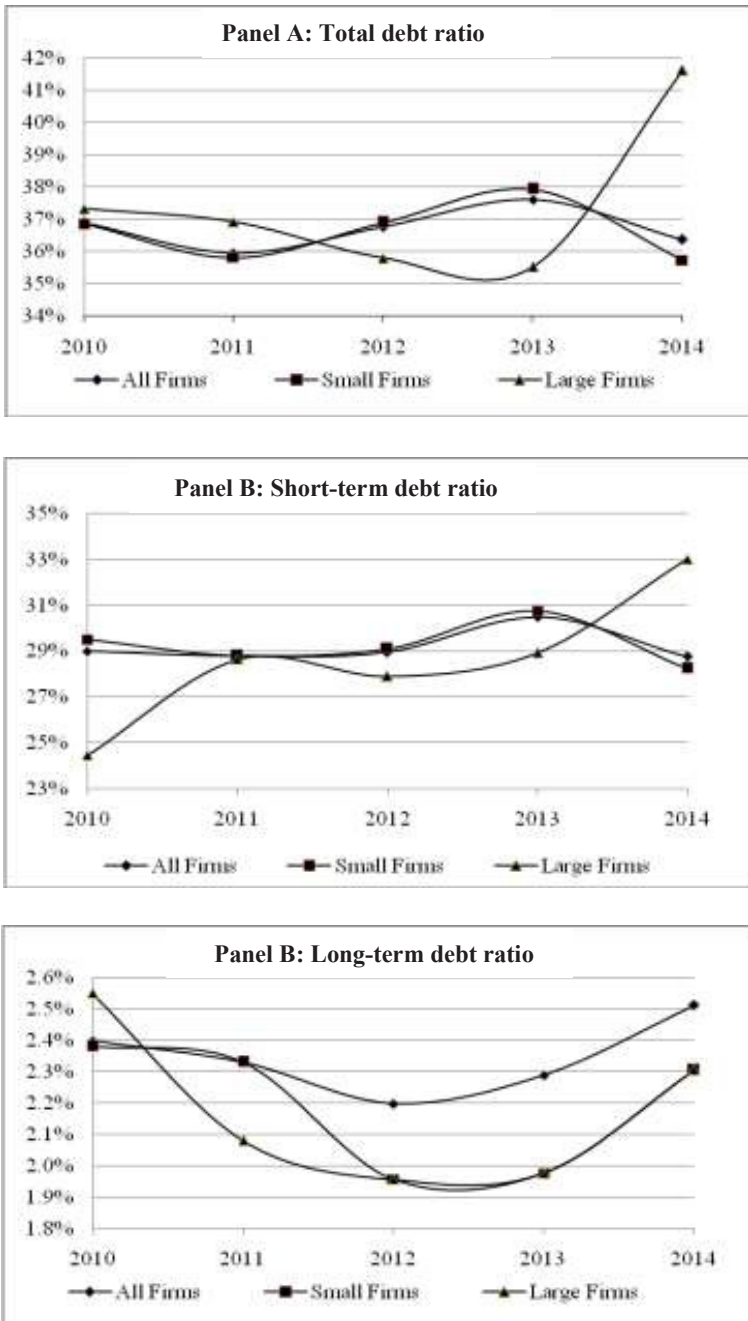 Panel A: Total debt ratio
42%
41%
40%
39%
38%
37%
36%
35%
34%
2010 2011 2012 2013 2014
All Firms Small Firms Large Firms
Panel B: Short-term debt ratio
35%
33%
31%
29%
27%
25%
23%
2010 2011 2012 2013 2014
All Firms Small Firms Large Firms
Panel B: Long-term debt ratio
2.6%
2.5%
2.4%
2.3%
2.2%
2.1%
2.0%
1.9%
1.8%
2010 2011 2012 2013 2014
All Firms Small Firms Large Firms